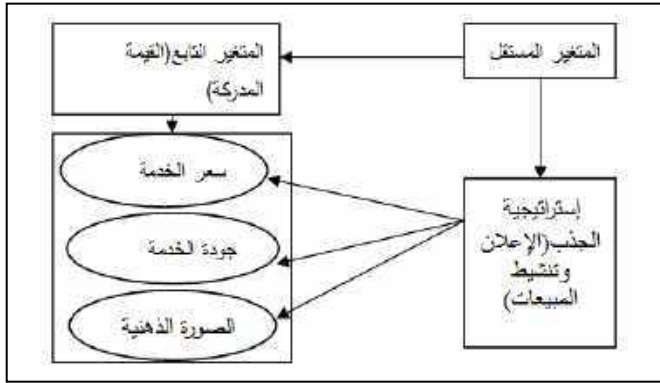 المتغير المستقل
المتغير التابع(القيمة
المدركة)
سعر الخدمة
جودة الخدمة
الصورة الذهنية
إستراتيجية
الجذب(الإعلان
وتنشيط
المبيعات)